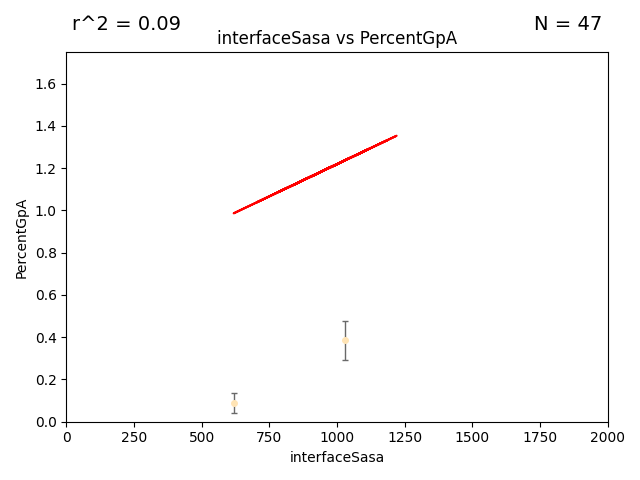 r^2 = 0.09
N = 47
interfaceSasa vs PercentGpA
PercentGpA
1.6
1.4
1.2
1.0
0.8
0.6
0.4
0.2
0.0
0 250 500 750 1000 1250 1500 1750 2000
interfaceSasa